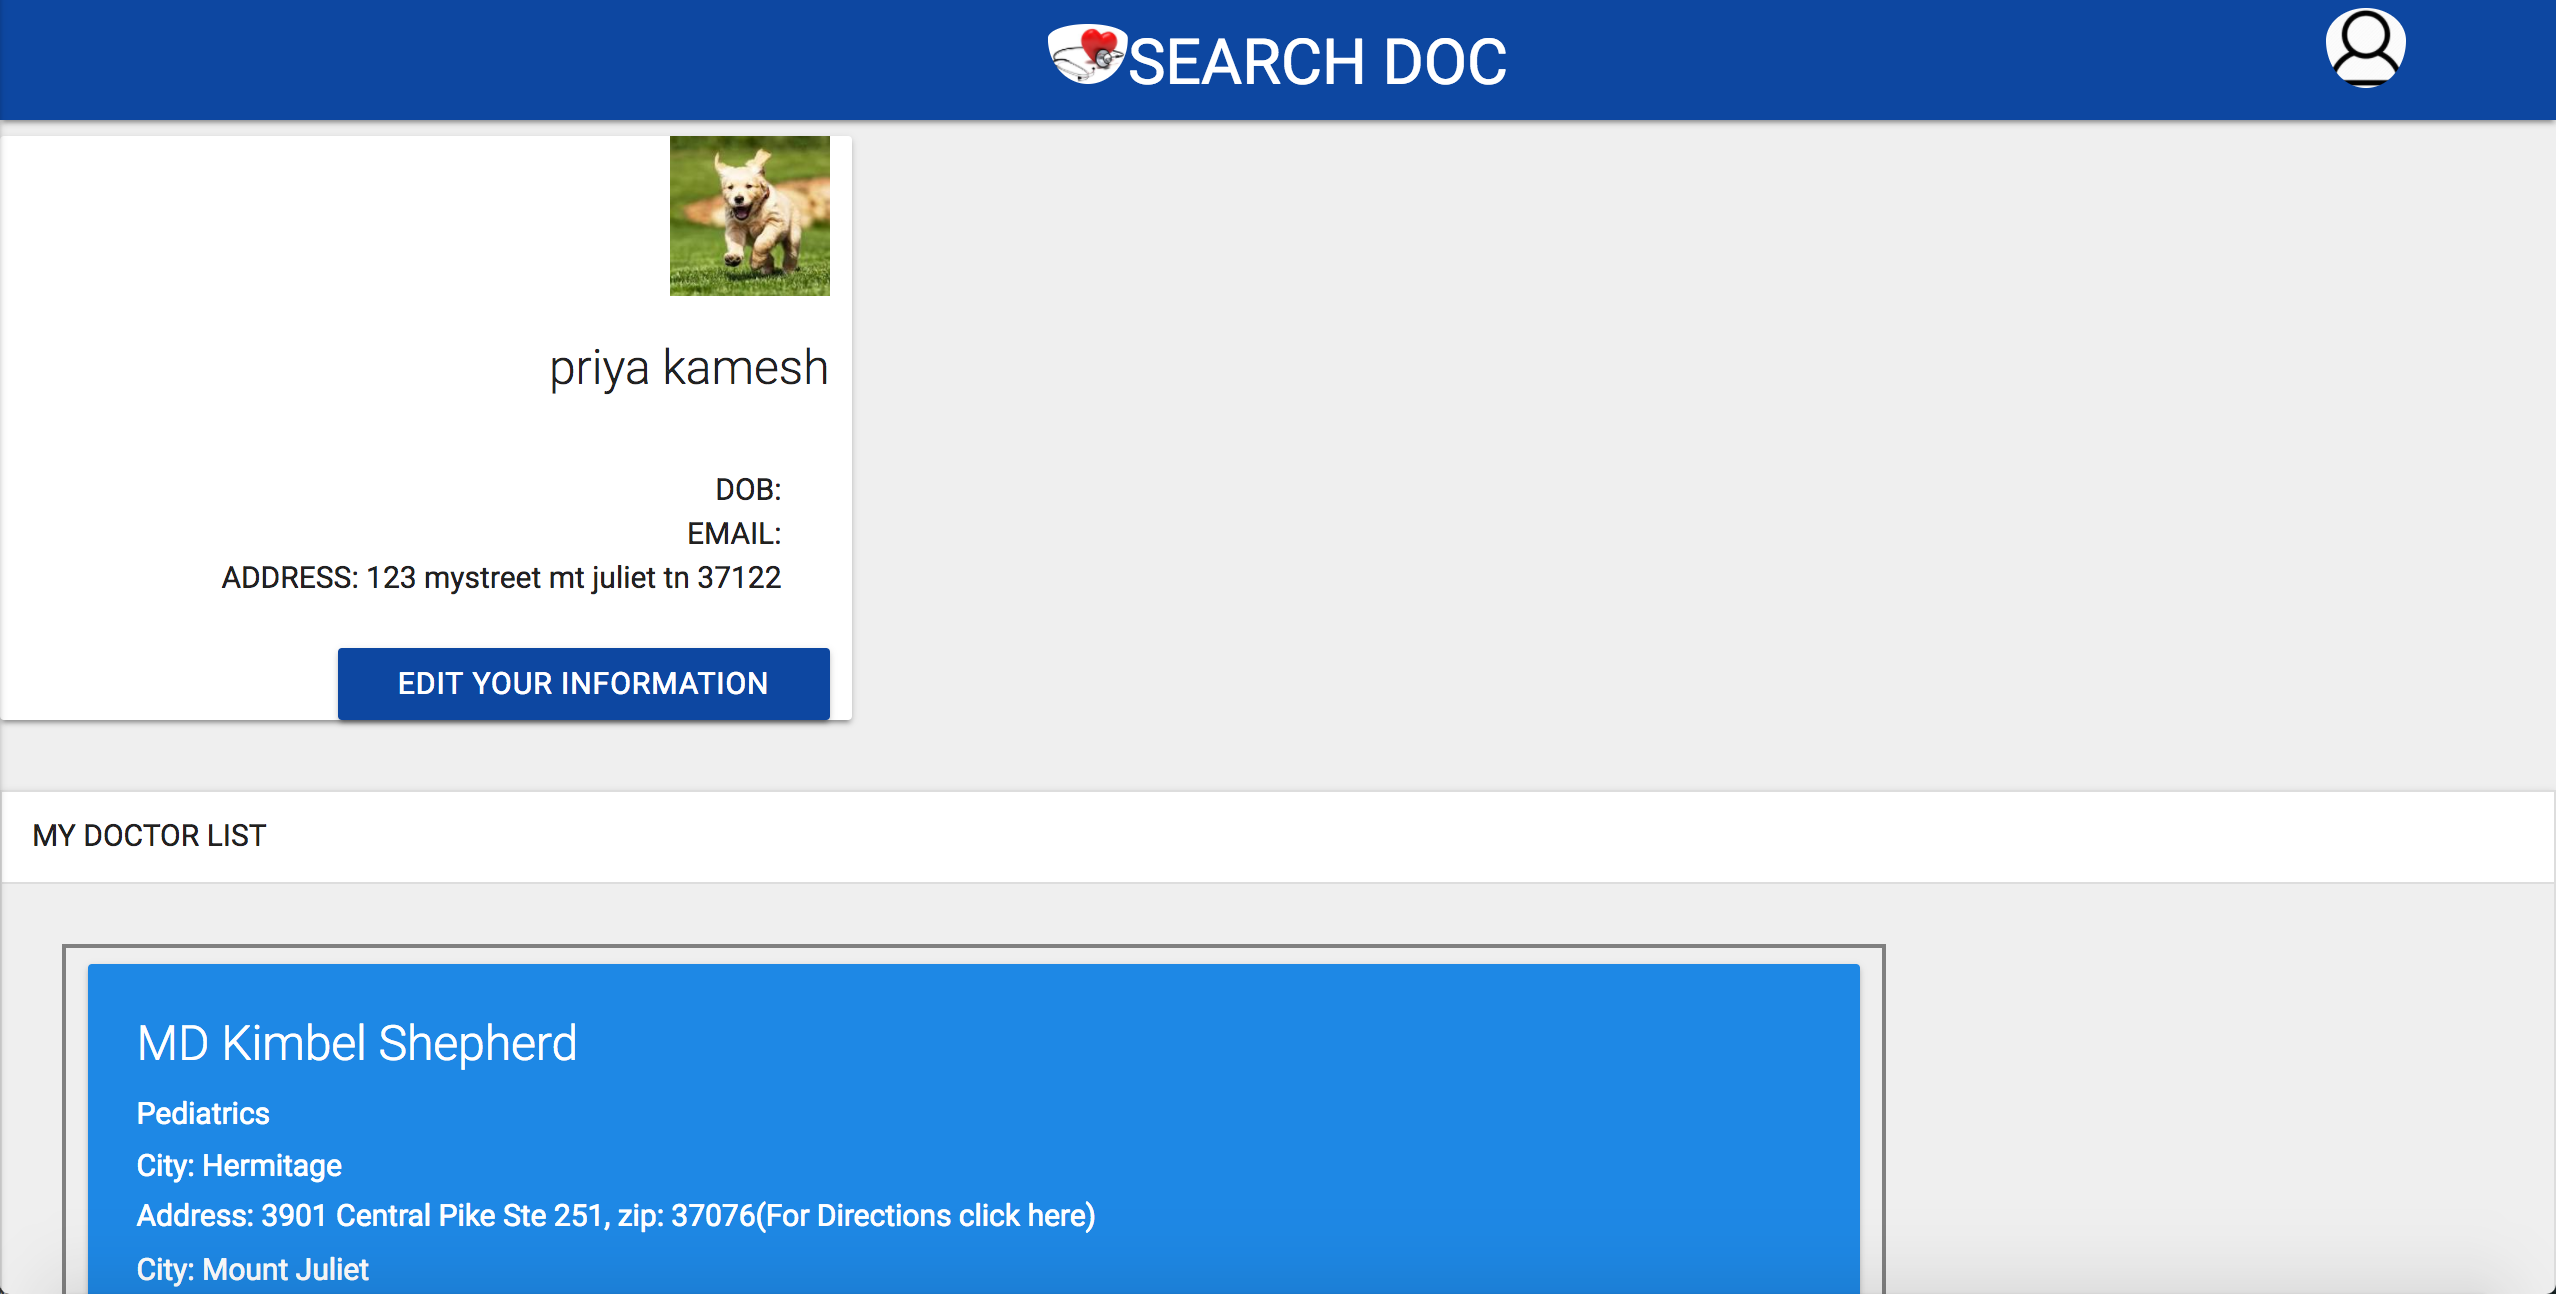 SEARCH DOC
priya kamesh
DOB:
EMAIL:
ADDRESS: 123 mystreet mt juliet tn 37122
EDIT YOUR INFORMATION
MY DOCTOR LIST
MD Kimbel Shepherd
Pediatrics
City: Hermitage
Address: 3901 Central Pike Ste 251, zip: 37076(For Directions click here)
City: Mount Juliet